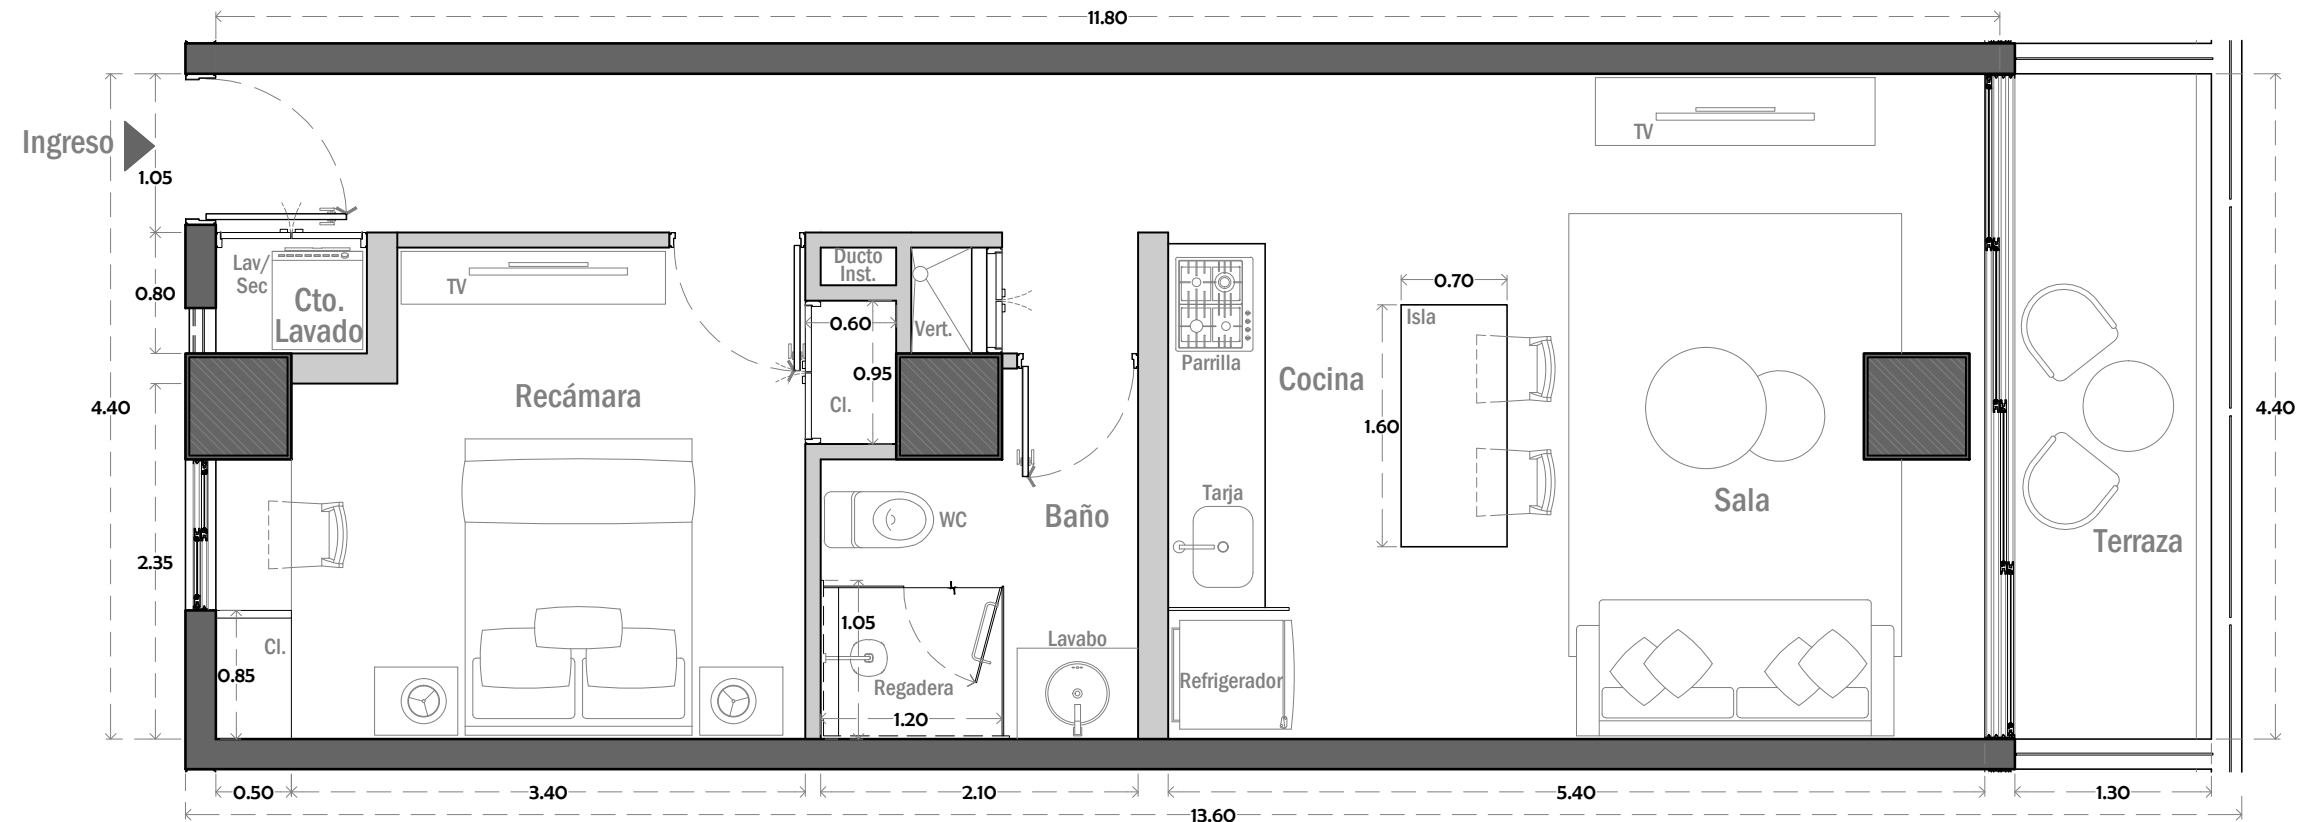 11.80
Ingreso
TV
1.05
Lav/
Sec
Cto.
Lavado
TV
Ducto
Inst.
0.70
0.80
0.60
Vert.
Isla
Parrilla
0.95
Cocina
Recámara
Cl.
4.40
4.40
1.60
Tarja
Sala
WC
Baño
Terraza
2.35
1.05
Lavabo
Cl.
0.85
Regadera
Refrigerador
1.20
0.50
3.40
2.10
5.40
1.30
13.60